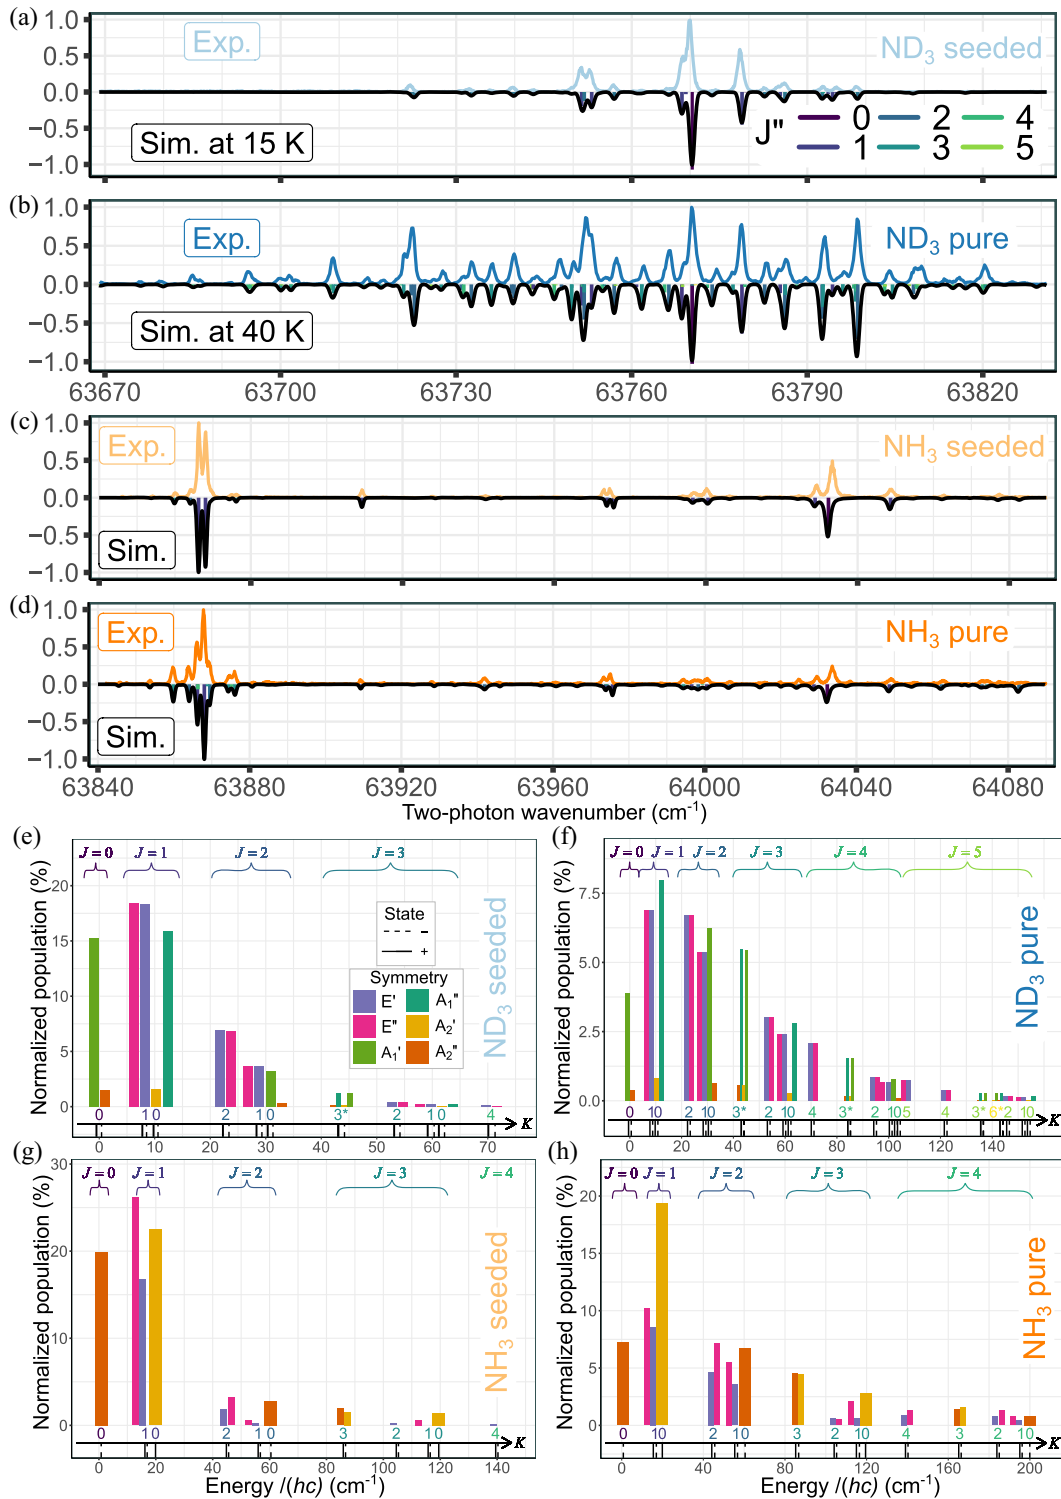 (a)
1.0
0.5
0.0
−0.5
−1.0
Exp.
ND3 seeded
Sim. at 15 K
J"
0 2 4
1 3 5
(b)
1.0
0.5
0.0
−0.5
−1.0
Exp.
ND3 pure
Sim. at 40 K
63670 63700 63730 63760 63790 63820
(c)
1.0
0.5
0.0
−0.5
−1.0
Exp.
NH3 seeded
Sim.
(d)
1.0
0.5
0.0
−0.5
−1.0
Exp.
NH3 pure
Sim.
63840 63880 63920 63960 64000 64040 64080
Two-photon wavenumber (cm-1)
(e)
Normalized population (%)
20
15
10
5
0
J=0 J=1 J=2 J=3
State
−
+
Symmetry
E' A1"
E" A2'
A1' A2"
ND3 seeded
0 1 0 2 1 0 3* 2 1 0 4
K
0 10 20 30 40 50 60 70
(f)
Normalized population (%)
7.5
5.0
2.5
0.0
J=0 J=1 J=2 J=3 J=4 J=5
ND3 pure
0 1 0 2 1 0 3* 2 1 0 4 3* 2 1 0 5 4 3* 6* 2 1 0
K
0 20 40 60 80 100 120 140
(g)
Normalized population (%)
30
20
10
0
J=0 J=1 J=2 J=3 J=4
NH3 seeded
0 1 0 2 1 0 3 2 1 0 4
K
0 20 40 60 80 100 120 140
Energy /(hc) (cm-1)
(h)
Normalized population (%)
20
15
10
5
0
J=0 J=1 J=2 J=3 J=4
NH3 pure
0 1 0 2 1 0 3 2 1 0 4 3 2 1 0
K
0 40 80 120 160 200
Energy /(hc) (cm-1)